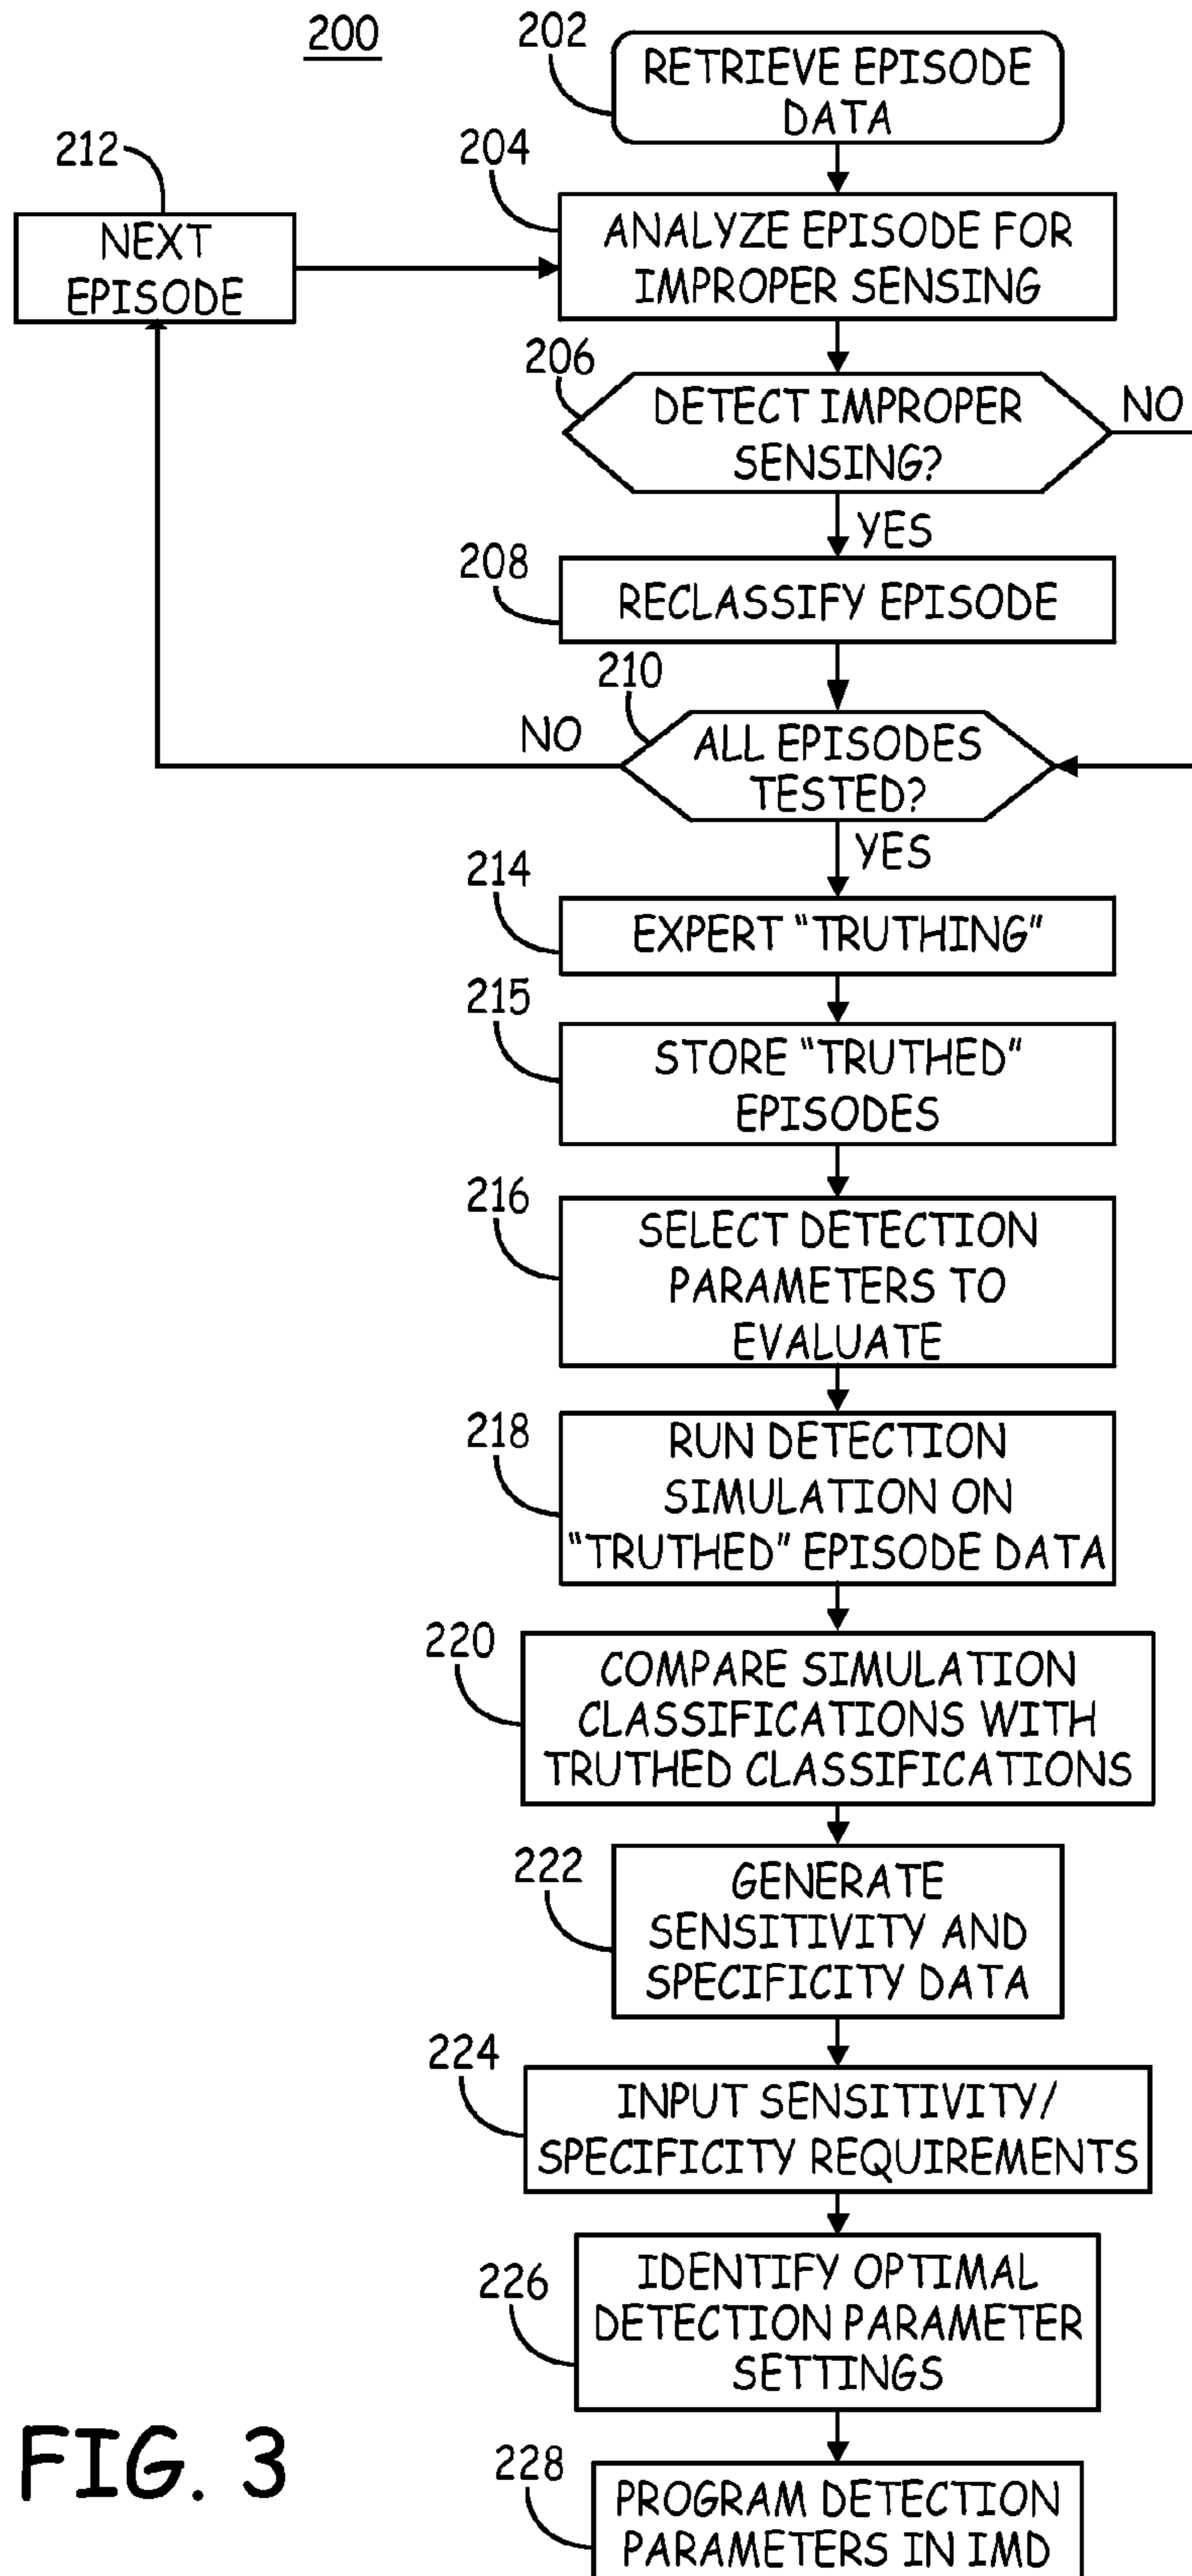 200
202
RETRIEVE EPISODE
DATA
212
NEXT
EPISODE
204
ANALYZE EPISODE FOR
IMPROPER SENSING
206
DETECT IMPROPER
SENSING?
NO
YES
208
RECLASSIFY EPISODE
210
NO
ALL EPISODES
TESTED?
YES
214
EXPERT "TRUTHING"
215
STORE "TRUTHED"
EPISODES
216
SELECT DETECTION
PARAMETERS TO
EVALUATE
218
RUN DETECTION
SIMULATION ON
"TRUTHED" EPISODE DATA
220
COMPARE SIMULATION
CLASSIFICATIONS WITH
TRUTHED CLASSIFICATIONS
222
GENERATE
SENSITIVITY AND
SPECIFICITY DATA
224
INPUT SENSITIVITY/
SPECIFICITY REQUIREMENTS
226
IDENTIFY OPTIMAL
DETECTION PARAMETER
SETTINGS
228
PROGRAM DETECTION
PARAMETERS IN IMD
FIG. 3